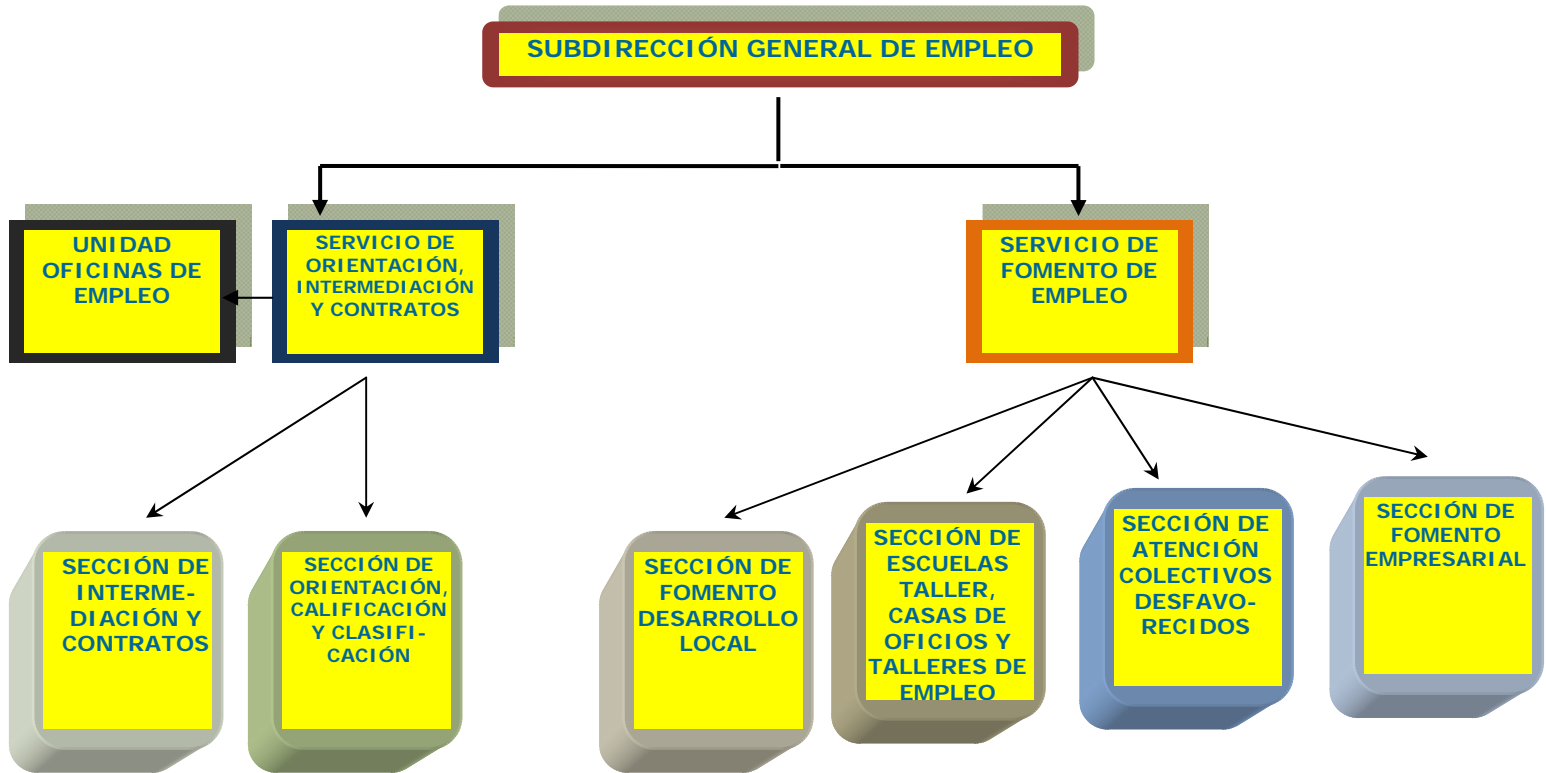 SUBDIRECCIÓN GENERAL DE EMPLEO
UNIDAD
OFICINAS DE
EMPLEO
SERVICIO DE
ORIENTACIÓN,
INTERMEDIACIÓN
Y CONTRATOS
SERVICIO DE
FOMENTO DE
EMPLEO
SECCIÓN DE
INTERME-
DIACIÓN Y
CONTRATOS
SECCIÓN DE
ORIENTACIÓN,
CALIFICACIÓN
Y CLASIFI-
CACIÓN
SECCIÓN DE
FOMENTO
DESARROLLO
LOCAL
SECCIÓN DE
ESCUELAS
TALLER,
CASAS DE
OFICIOS Y
TALLERES DE
EMPLEO
SECCIÓN DE
ATENCIÓN
COLECTIVOS
DESFAVO-
RECIDOS
SECCIÓN DE
FOMENTO
EMPRESARIAL